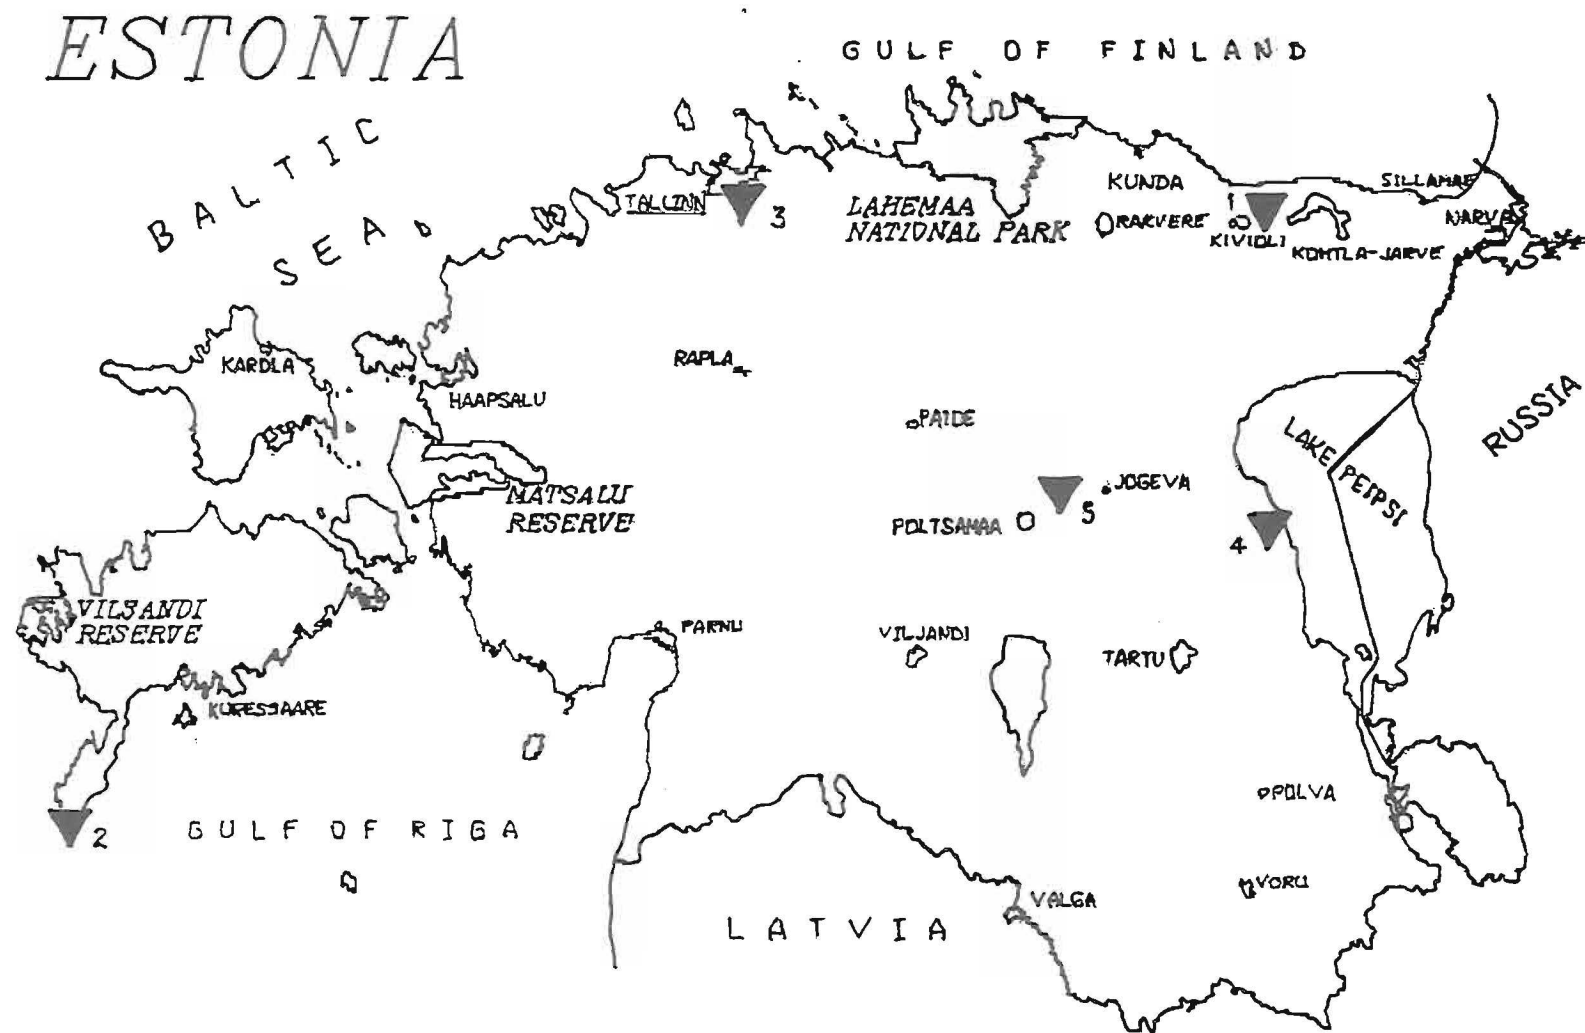 ESTONIA
GULF OF FINLAND
BALTIC
SEA
TALLINN
3
LAHEMAA
NATIONAL PARK
KUNDA
RAKVERE
1
KIVIOLI
SILLAMAE
NARVA
KOHTLA-JARVE
KARDLA
HAAPSALU
RAPLA
PAIDE
LAKE PEIPSI
RUSSIA
MATSALU
RESERVE
JOGEVA
5
POLTSAMAA
4
VILSANDI
RESERVE
PARNU
VILJANDI
TARTU
KURESSAARE
2
GULF OF RIGA
POLVA
VORU
VALGA
LATVIA